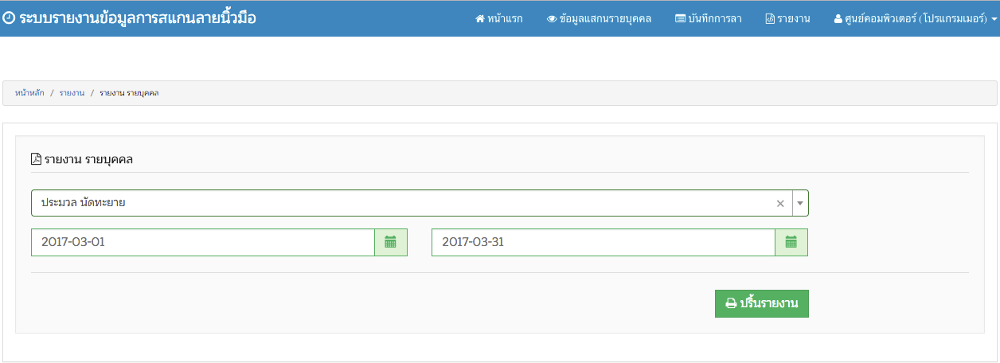 ระบบรายงานข้อมูลการสแกนลายนิ้วมือ หน้าแรก ข้อมูลแสกนรายบุคคล บันทึกการลา รายงาน ศูนย์คอมพิวเตอร์ (โปรแกรมเมอร์)
หน้าหลัก / รายงาน / รายงาน รายบุคคล
รายงาน รายบุคคล
ประมวล นัดทะยาย ×
2017-03-01 2017-03-31
ปริ้นรายงาน